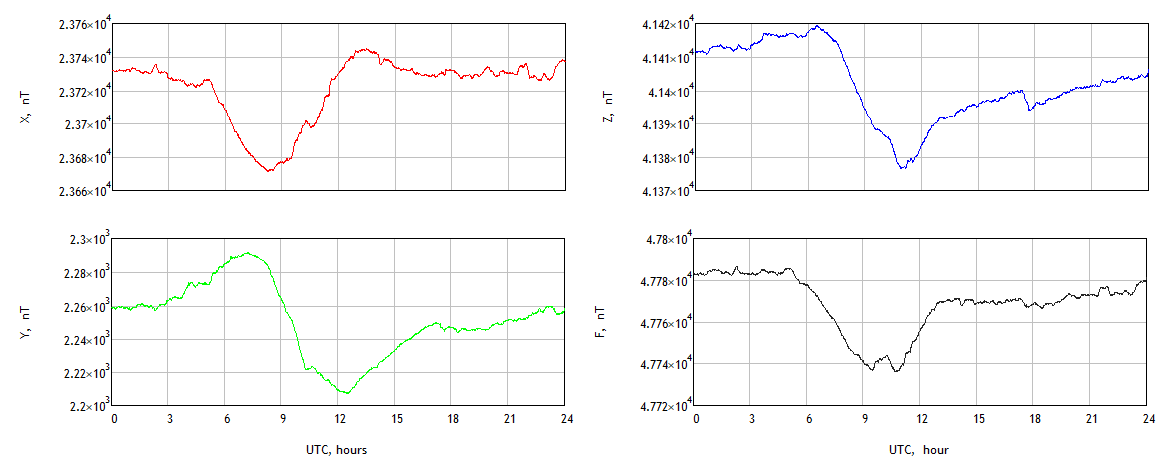 X, nT
2.376×10⁴
2.374×10⁴
2.372×10⁴
2.37×10⁴
2.368×10⁴
2.366×10⁴
Z, nT
4.142×10⁴
4.141×10⁴
4.14×10⁴
4.139×10⁴
4.138×10⁴
4.137×10⁴
Y, nT
2.3×10³
2.28×10³
2.26×10³
2.24×10³
2.22×10³
2.2×10³
0 3 6 9 12 15 18 21 24
UTC, hours
F, nT
4.78×10⁴
4.778×10⁴
4.776×10⁴
4.774×10⁴
4.772×10⁴
0 3 6 9 12 15 18 21 24
UTC, hour